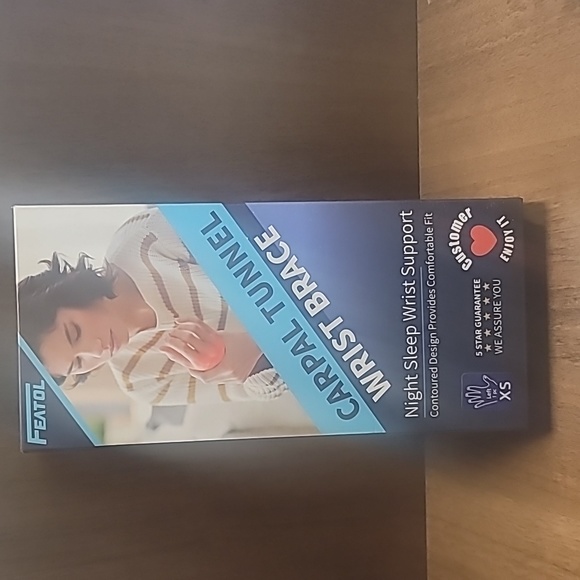 FEATOL
CARPAL TUNNEL
WRIST BRACE
Night Sleep Wrist Support
Contoured Design Provides Comfortable Fit
XS
5 STAR GUARANTEE
★ ★ ★ ★ ★
WE ASSURE YOU
Customer
ENJOY IT